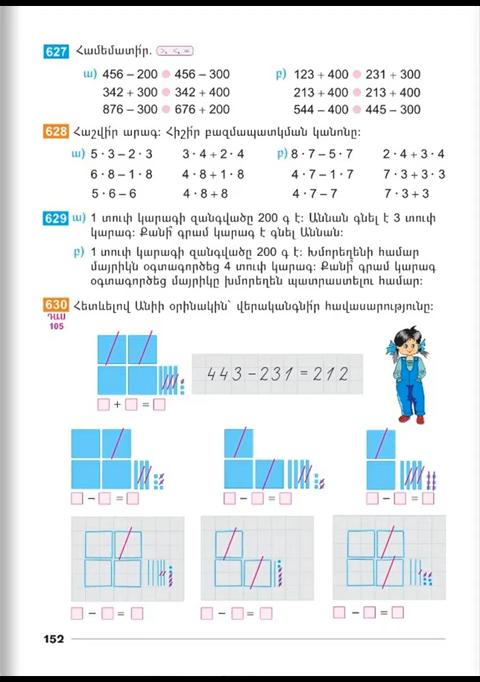 627 Համեմատի՛ր. >, <, =
ա) 456 – 200 456 – 300 բ) 123 + 400 231 + 300
342 + 300 342 + 400 213 + 400 213 + 400
876 – 300 676 + 200 544 – 400 445 – 300
628 Հաշվի՛ր արագ: Հիշի՛ր բազմապատկման կանոնը:
ա) 5 · 3 – 2 · 3 3 · 4 + 2 · 4 բ) 8 · 7 – 5 · 7 2 · 4 + 3 · 4
6 · 8 – 1 · 8 4 · 8 + 1 · 8 4 · 7 – 1 · 7 7 · 3 + 3 · 3
5 · 6 – 6 4 · 8 + 8 4 · 7 – 7 7 · 3 + 3
629 ա) 1 տուփ կարագի զանգվածը 200 գ է: Աննան գնել է 3 տուփ
կարագ: Քանի՞ գրամ կարագ է գնել Աննան:
բ) 1 տուփ կարագի զանգվածը 200 գ է: Խմորեղենի համար
մայրիկն օգտագործեց 4 տուփ կարագ: Քանի՞ գրամ կարագ
օգտագործեց մայրիկը խմորեղեն պատրաստելու համար:
630 Հետևելով Անիի օրինակին՝ վերականգնի՛ր հավասարությունը:
ԴԱՍ
105
443 – 231 = 212
+ =
– = – = – =
– = – = – =
152